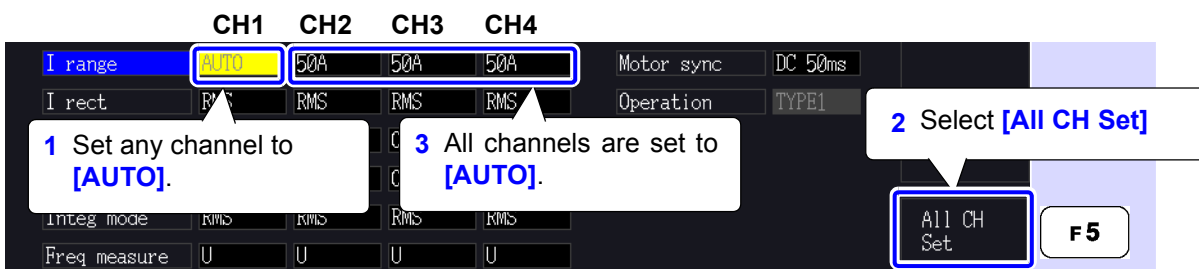 CH1 CH2 CH3 CH4
I range AUTO 50A 50A 50A Motor sync DC 50ms
I rect RMS RMS RMS RMS Operation TYPE1
1 Set any channel to
[AUTO].
3 All channels are set to
[AUTO].
2 Select [All CH Set]
Integ mode RMS RMS RMS RMS
Freq measure U U U U
All CH
Set
F5